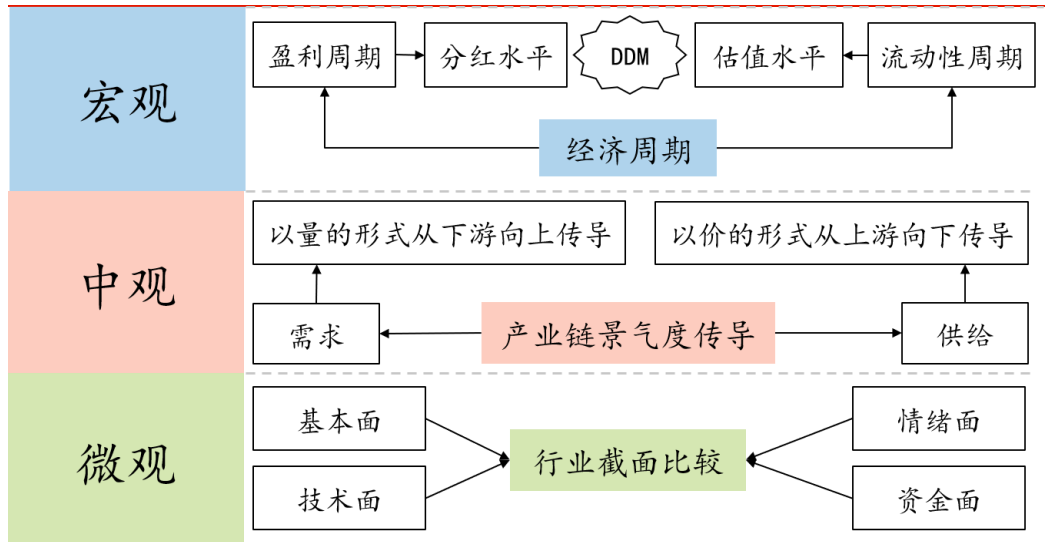 宏观
盈利周期
分红水平
DDM
估值水平
流动性周期
经济周期
中观
以量的形式从下游向上传导
以价的形式从上游向下传导
需求
产业链景气度传导
供给
微观
基本面
情绪面
行业截面比较
技术面
资金面